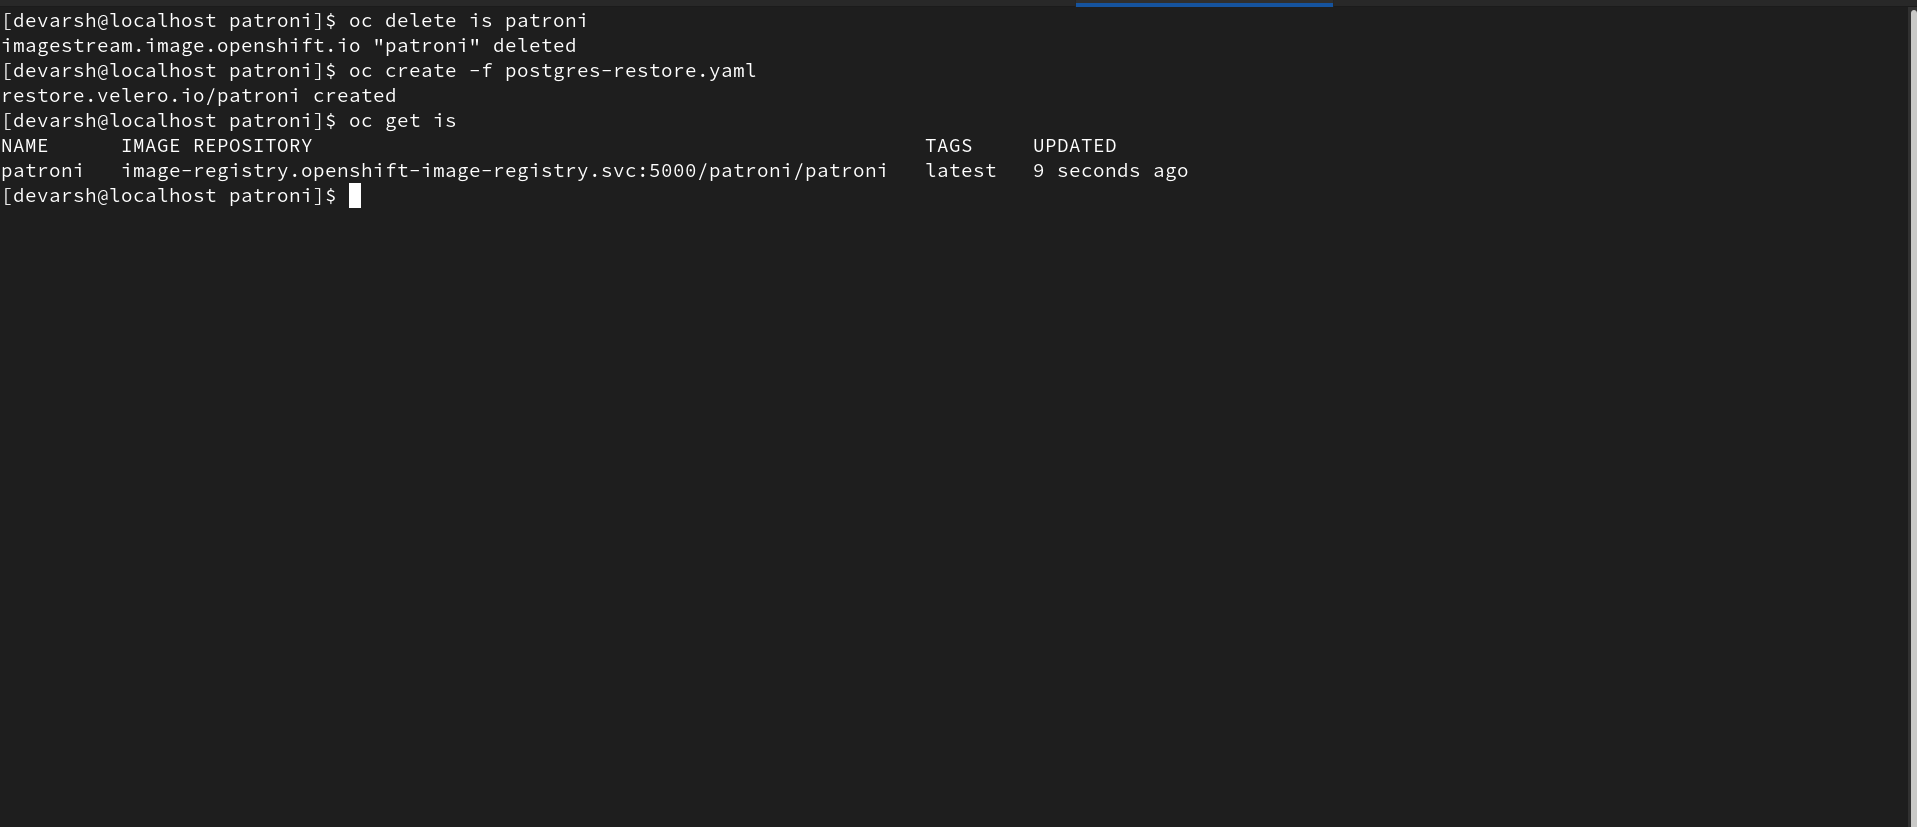 [devarsh@localhost patroni]$ oc delete is patroni
imagestream.image.openshift.io "patroni" deleted
[devarsh@localhost patroni]$ oc create -f postgres-restore.yaml
restore.velero.io/patroni created
[devarsh@localhost patroni]$ oc get is
NAME      IMAGE REPOSITORY                                                   TAGS     UPDATED
patroni   image-registry.openshift-image-registry.svc:5000/patroni/patroni   latest   9 seconds ago
[devarsh@localhost patroni]$